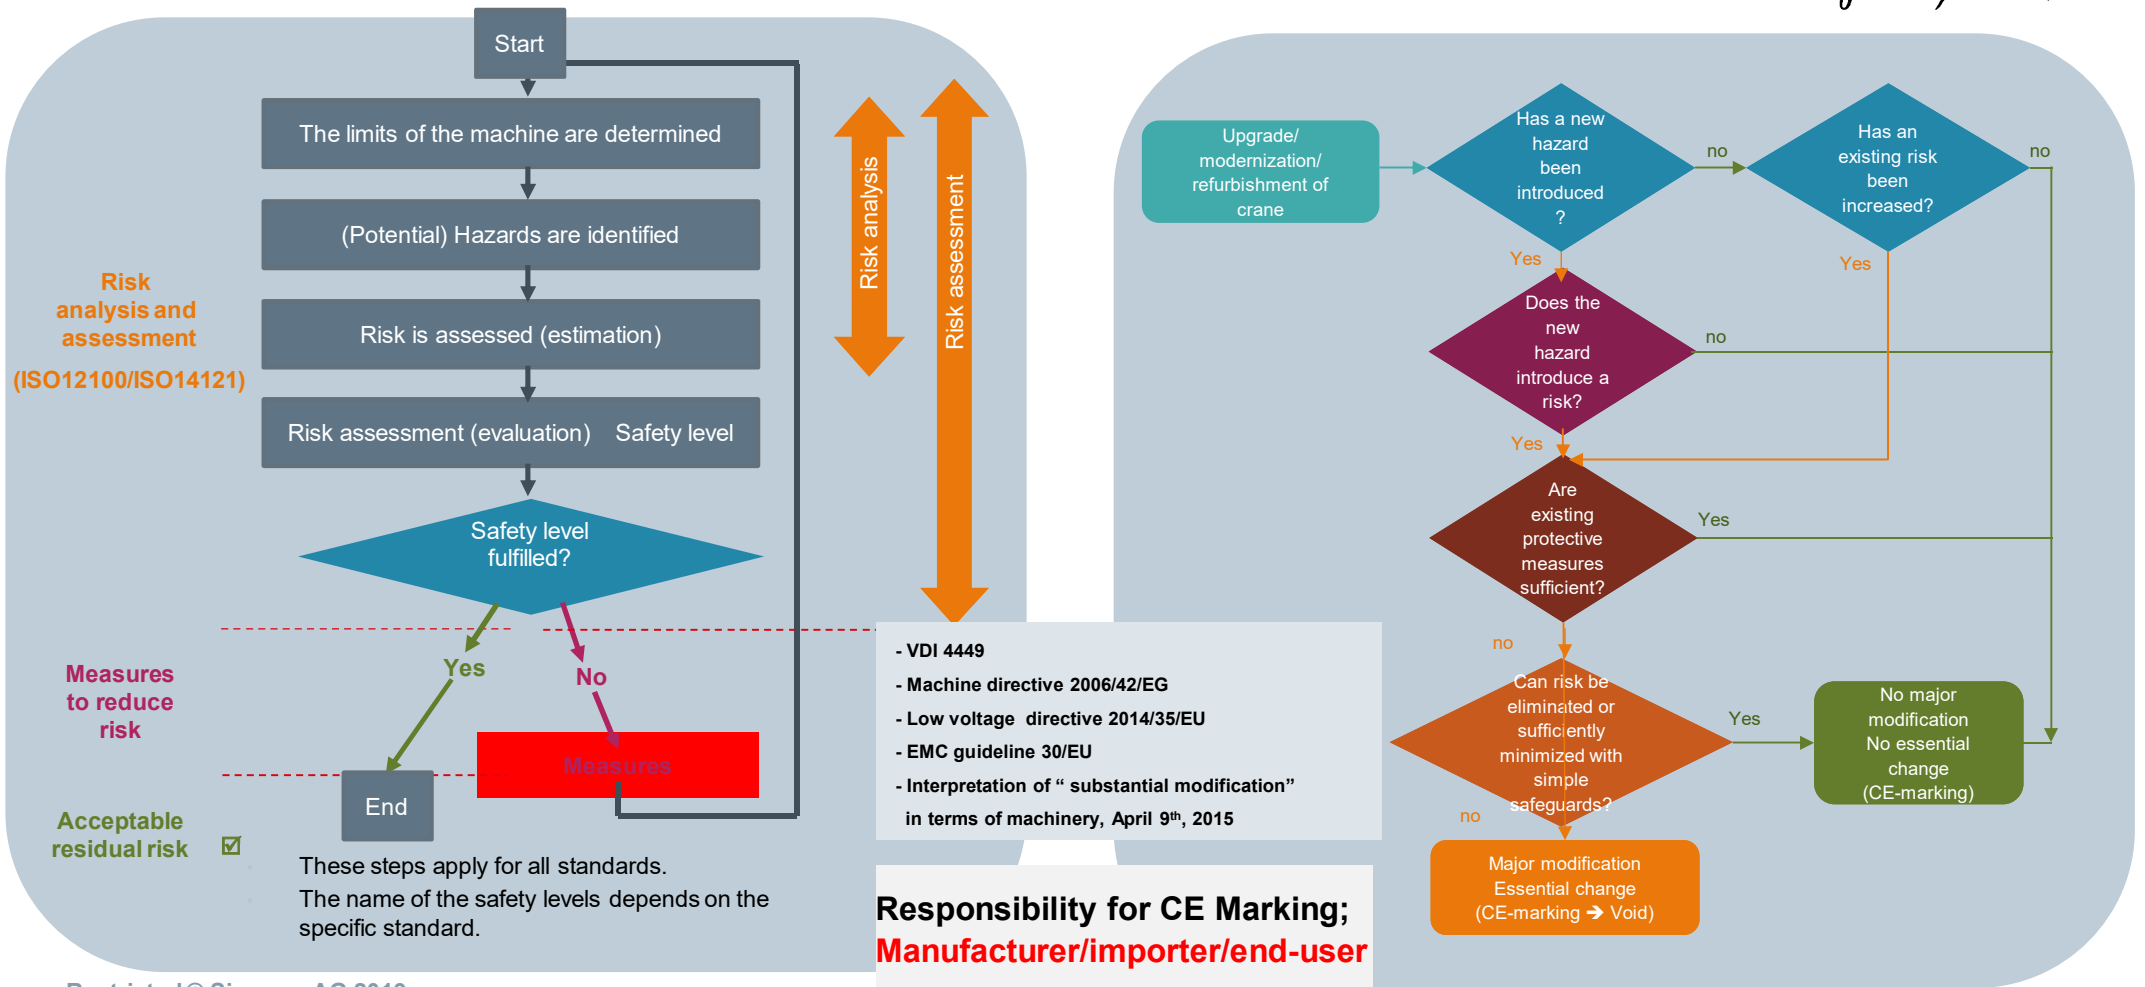 Start
The limits of the machine are determined
(Potential) Hazards are identified
Risk is assessed (estimation)
Risk assessment (evaluation) Safety level
Safety level
fulfilled?
Yes
No
Measures
End
Risk
analysis and
assessment
(ISO12100/ISO14121)
Measures
to reduce
risk
Acceptable
residual risk ☑
These steps apply for all standards.
The name of the safety levels depends on the
specific standard.
Risk analysis
Risk assessment
- VDI 4449
- Machine directive 2006/42/EG
- Low voltage directive 2014/35/EU
- EMC guideline 30/EU
- Interpretation of “ substantial modification”
in terms of machinery, April 9th, 2015
Responsibility for CE Marking;
Manufacturer/importer/end-user
Upgrade/
modernization/
refurbishment of
crane
Has a new
hazard
been
introduced
?
no
Has an
existing risk
been
increased?
no
Yes
Yes
Does the
new
hazard
introduce a
risk?
no
Yes
Are
existing
protective
measures
sufficient?
Yes
no
Can risk be
eliminated or
sufficiently
minimized with
simple
safeguards?
Yes
No major
modification
No essential
change
(CE-marking)
no
Major modification
Essential change
(CE-marking ➔ Void)